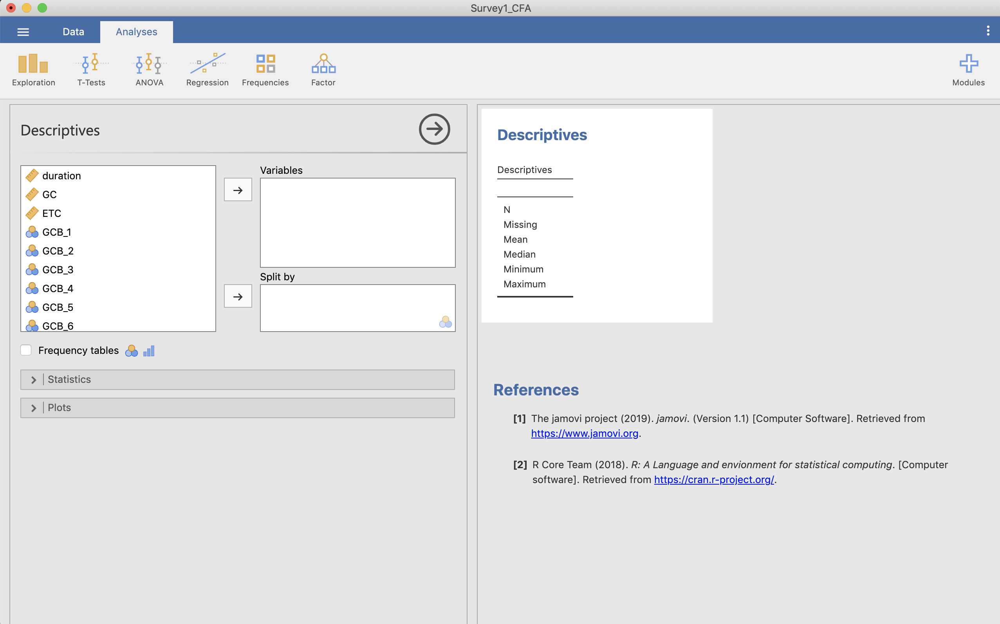 Survey1_CFA
Data
Analyses
Exploration
T-Tests
ANOVA
Regression
Frequencies
Factor
Modules
Descriptives
duration
GC
ETC
GCB_1
GCB_2
GCB_3
GCB_4
GCB_5
GCB_6
Variables
Split by
Frequency tables
Statistics
Plots
Descriptives
Descriptives
N
Missing
Mean
Median
Minimum
Maximum
References
[1] The jamovi project (2019). jamovi. (Version 1.1) [Computer Software]. Retrieved from
https://www.jamovi.org.
[2] R Core Team (2018). R: A Language and envionment for statistical computing. [Computer
software]. Retrieved from https://cran.r-project.org/.